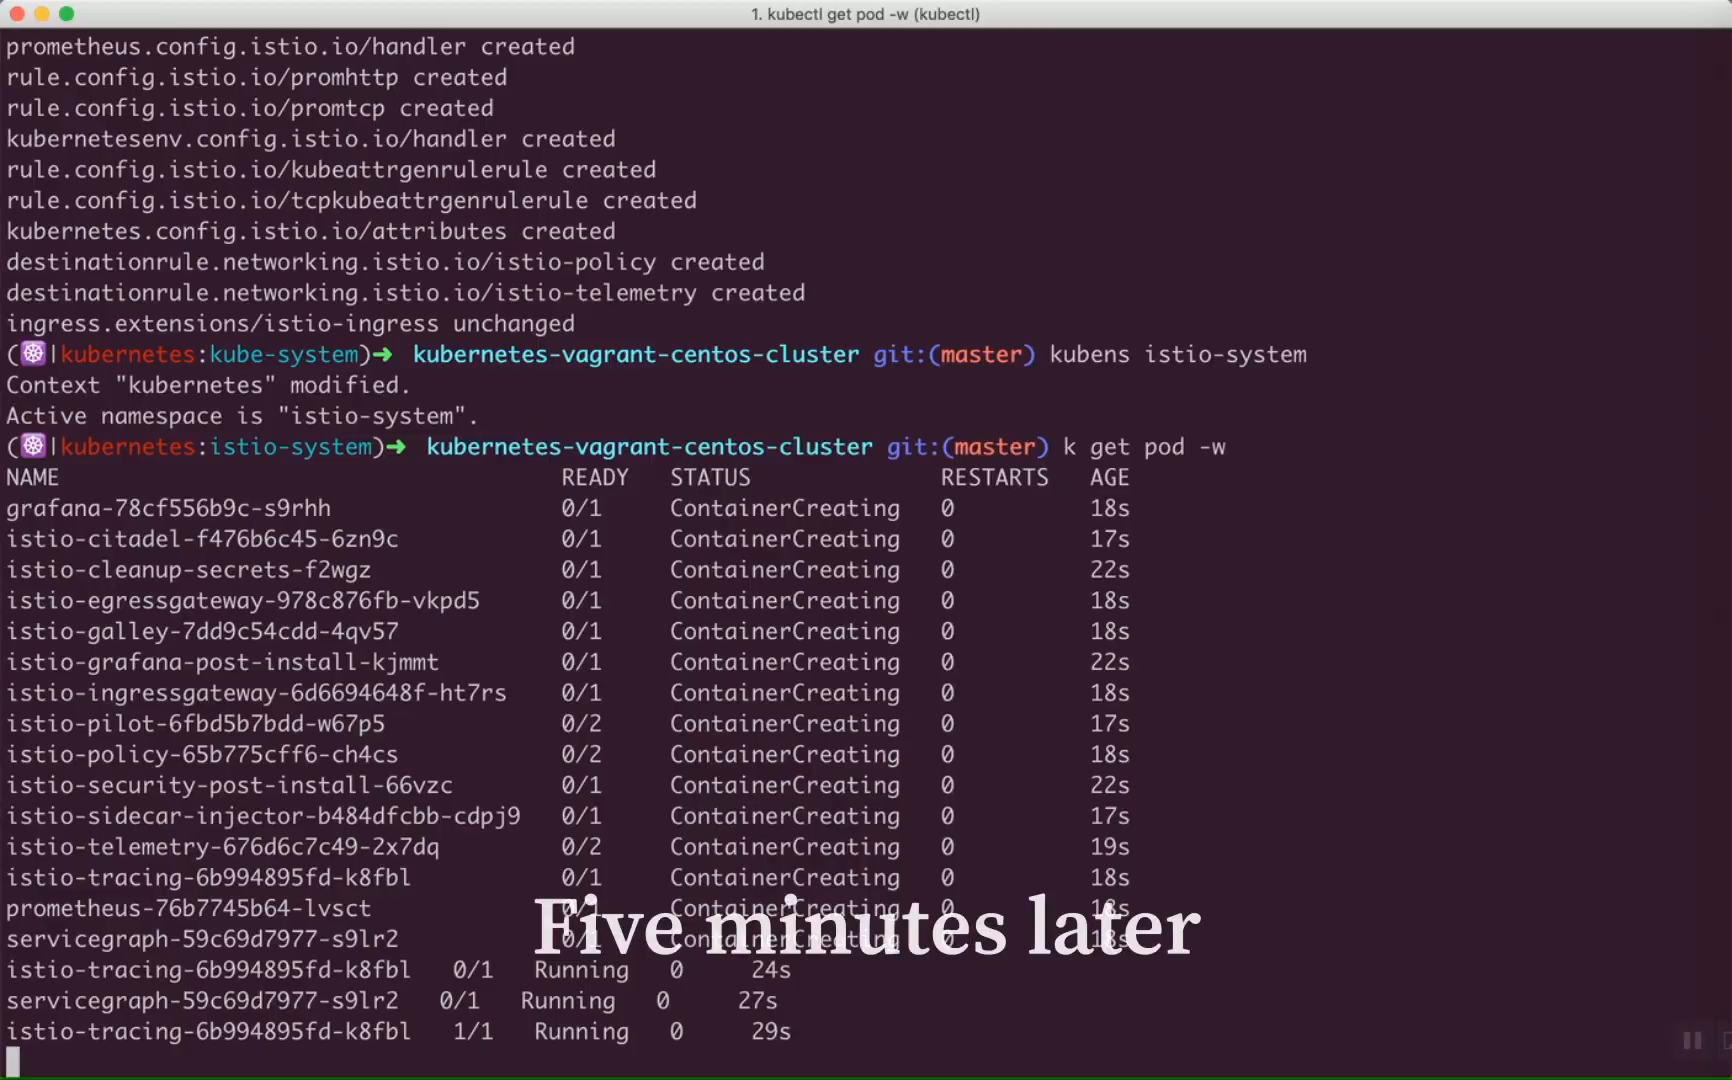 1. kubectl get pod -w (kubectl)
prometheus.config.istio.io/handler created
rule.config.istio.io/promhttp created
rule.config.istio.io/promtcp created
kubernetesenv.config.istio.io/handler created
rule.config.istio.io/kubeattrgenrulerule created
rule.config.istio.io/tcpkubeattrgenrulerule created
kubernetes.config.istio.io/attributes created
destinationrule.networking.istio.io/istio-policy created
destinationrule.networking.istio.io/istio-telemetry created
ingress.extensions/istio-ingress unchanged
(☸|kubernetes:kube-system)➜ kubernetes-vagrant-centos-cluster git:(master) kubens istio-system
Context "kubernetes" modified.
Active namespace is "istio-system".
(☸|kubernetes:istio-system)➜ kubernetes-vagrant-centos-cluster git:(master) k get pod -w
NAME READY STATUS RESTARTS AGE
grafana-78cf556b9c-s9rhh 0/1 ContainerCreating 0 18s
istio-citadel-f476b6c45-6zn9c 0/1 ContainerCreating 0 17s
istio-cleanup-secrets-f2wgz 0/1 ContainerCreating 0 22s
istio-egressgateway-978c876fb-vkpd5 0/1 ContainerCreating 0 18s
istio-galley-7dd9c54cdd-4qv57 0/1 ContainerCreating 0 18s
istio-grafana-post-install-kjmmt 0/1 ContainerCreating 0 22s
istio-ingressgateway-6d6694648f-ht7rs 0/1 ContainerCreating 0 18s
istio-pilot-6fbd5b7bdd-w67p5 0/2 ContainerCreating 0 17s
istio-policy-65b775cff6-ch4cs 0/2 ContainerCreating 0 18s
istio-security-post-install-66vzc 0/1 ContainerCreating 0 22s
istio-sidecar-injector-b484dfcbb-cdpj9 0/1 ContainerCreating 0 17s
istio-telemetry-676d6c7c49-2x7dq 0/2 ContainerCreating 0 19s
istio-tracing-6b994895fd-k8fbl 0/1 ContainerCreating 0 18s
prometheus-76b7745b64-lvsct 0/1 ContainerCreating 0 18s
servicegraph-59c69d7977-s9lr2 0/1 ContainerCreating 0 18s
Five minutes later
istio-tracing-6b994895fd-k8fbl 0/1 Running 0 24s
servicegraph-59c69d7977-s9lr2 0/1 Running 0 27s
istio-tracing-6b994895fd-k8fbl 1/1 Running 0 29s